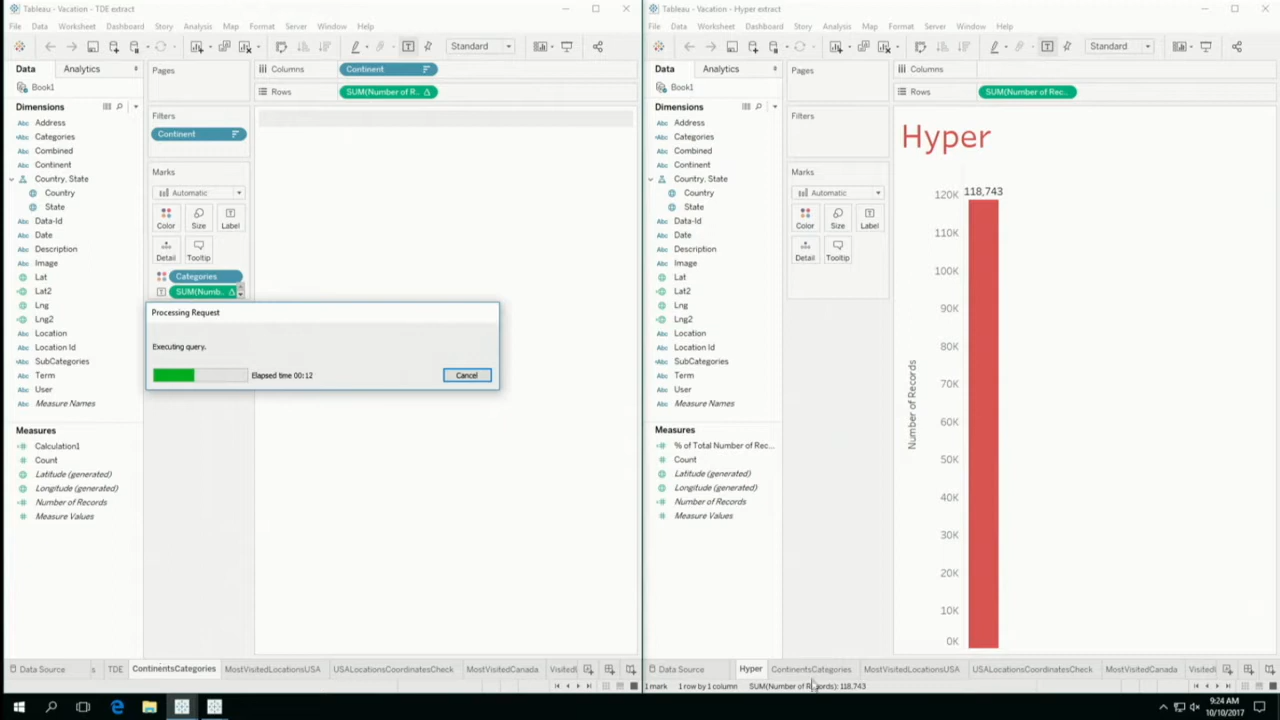 Tableau - Vacation - TDE extract
File Data Worksheet Dashboard Story Analysis Map Format Server Window Help
Standard
Data Analytics
Book1
Dimensions
Address
Categories
Combined
Continent
Country, State
Country
State
Data-Id
Date
Description
Image
Lat
Lat2
Lng
Lng2
Location
Location Id
SubCategories
Term
User
Measure Names
Measures
Calculation1
Count
Latitude (generated)
Longitude (generated)
Number of Records
Measure Values
Pages
Filters
Continent
Marks
Automatic
Color Size Label
Detail Tooltip
Categories
SUM(Numb..
Columns Continent
Rows SUM(Number of R..
Processing Request
Executing query.
Elapsed time 00:12 Cancel
Data Source s TDE ContinentsCategories MostVisitedLocationsUSA USALocationsCoordinatesCheck MostVisitedCanada Visited
Tableau - Vacation - Hyper extract
File Data Worksheet Dashboard Story Analysis Map Format Server Window Help
Standard
Data Analytics
Book1
Dimensions
Address
Categories
Combined
Continent
Country, State
Country
State
Data-Id
Date
Description
Image
Lat
Lat2
Lng
Lng2
Location
Location Id
SubCategories
Term
User
Measure Names
Measures
% of Total Number of Rec...
Count
Latitude (generated)
Longitude (generated)
Number of Records
Measure Values
Pages
Filters
Marks
Automatic
Color Size Label
Detail Tooltip
Columns
Rows SUM(Number of Rec..
Hyper
118,743
120K
110K
100K
90K
80K
70K
60K
50K
40K
30K
20K
10K
0K
Number of Records
Data Source Hyper ContinentsCategories MostVisitedLocationsUSA USALocationsCoordinatesCheck MostVisitedCanada Visitedl
1 mark 1 row by 1 column SUM(Number of Records): 118,743
9:24 AM
10/10/2017